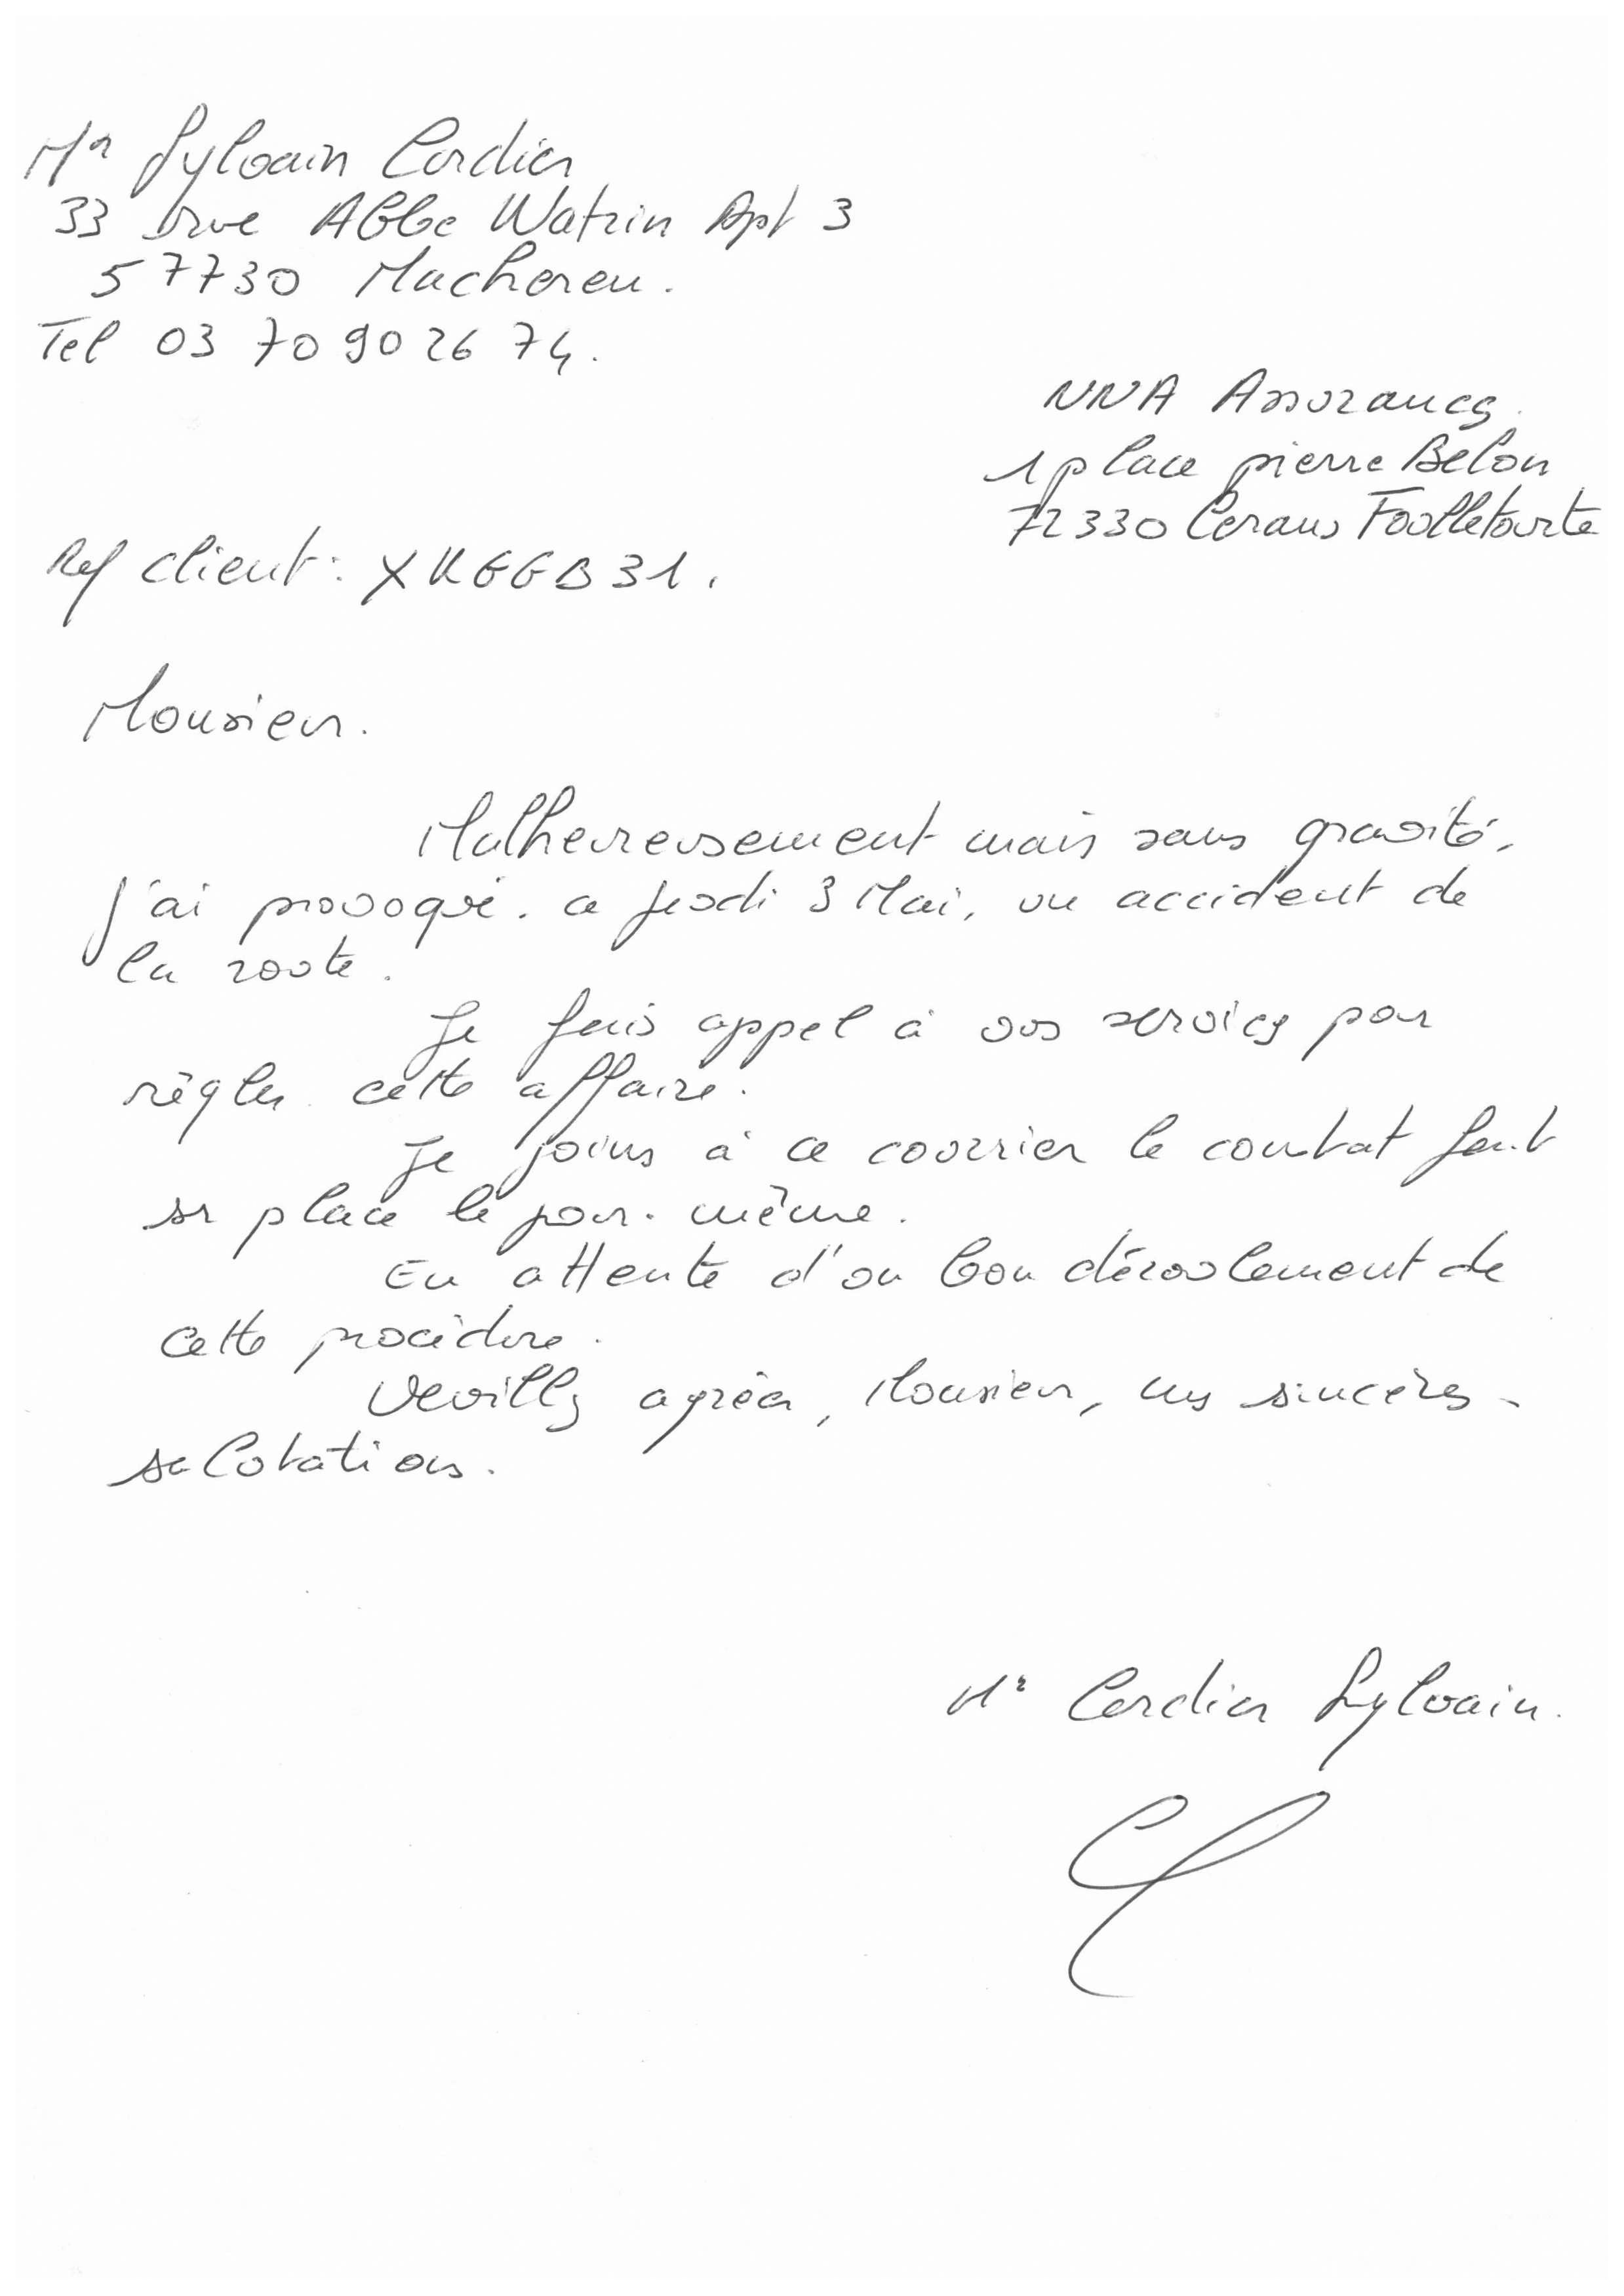 Mr Sylvain Cordier
33 rue Abbe Watrin Apt 3
57730 Macheren.
Tel 03 70 90 26 74.
NNA Assurances.
1 place pierre Belon
72330 Cerans Foulletourte
Ref client : XKGGB31.
Monsieur.
Malheureusement mais sans gravité,
j'ai provoqué, ce jeudi 3 Mai, un accident de
la route.
Je fais appel à vos services pour
règler cette affaire.
Je joins à ce courrier le constat fait
sur place le jour même.
En attente d'un bon déroulement de
cette procédure.
Veuillez agréer, Monsieur, mes sincères
salutations.
Mr Cordier Sylvain.